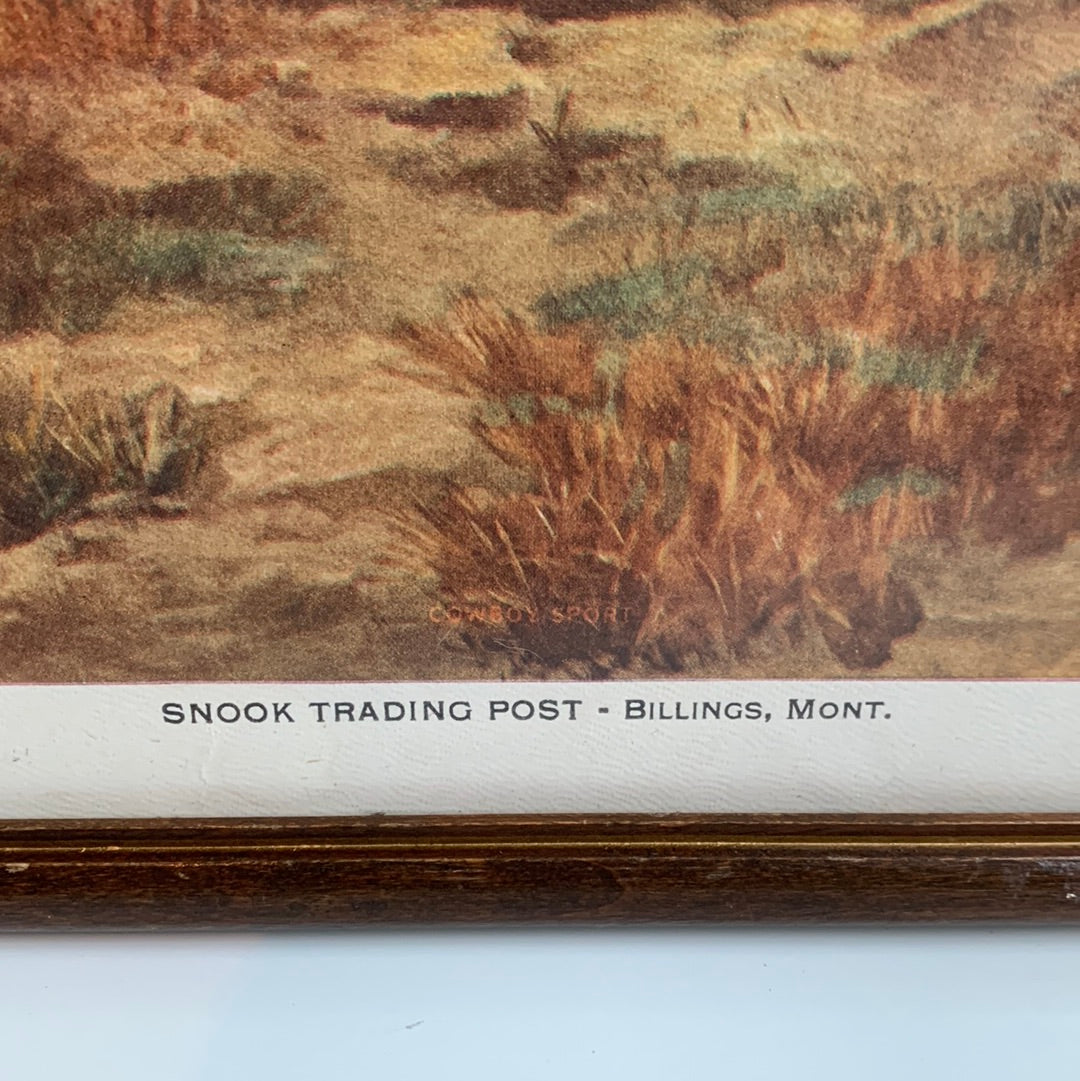 COWBOY SPORT
SNOOK TRADING POST - BILLINGS, MONT.